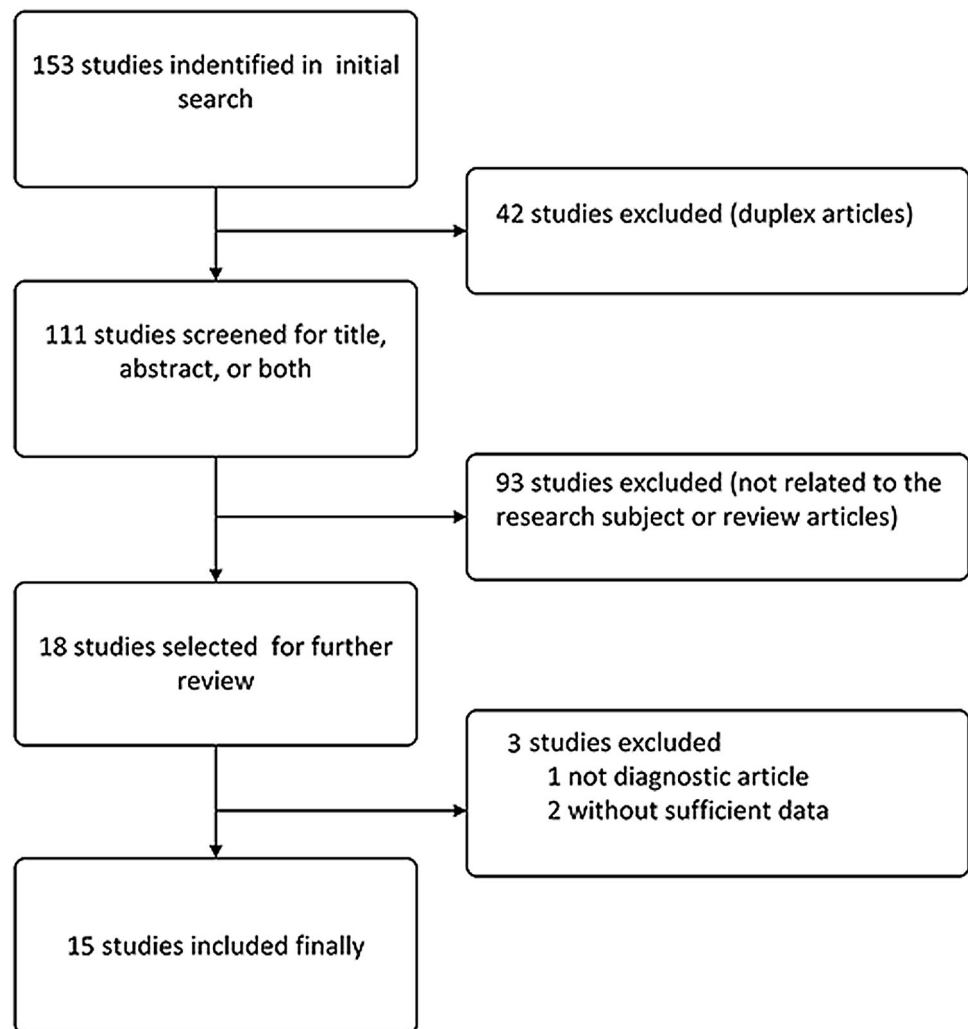 153 studies indentified in initial
search
42 studies excluded (duplex articles)
111 studies screened for title,
abstract, or both
93 studies excluded (not related to the
research subject or review articles)
18 studies selected for further
review
3 studies excluded
1 not diagnostic article
2 without sufficient data
15 studies included finally